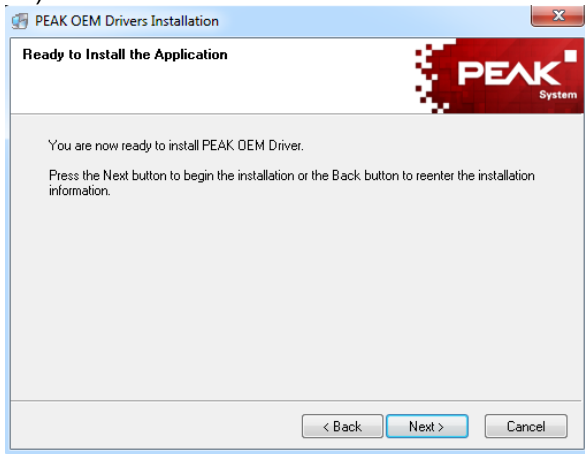 PEAK OEM Drivers Installation
Ready to Install the Application
PEAK
System
You are now ready to install PEAK OEM Driver.
Press the Next button to begin the installation or the Back button to reenter the installation
information.
< Back
Next >
Cancel